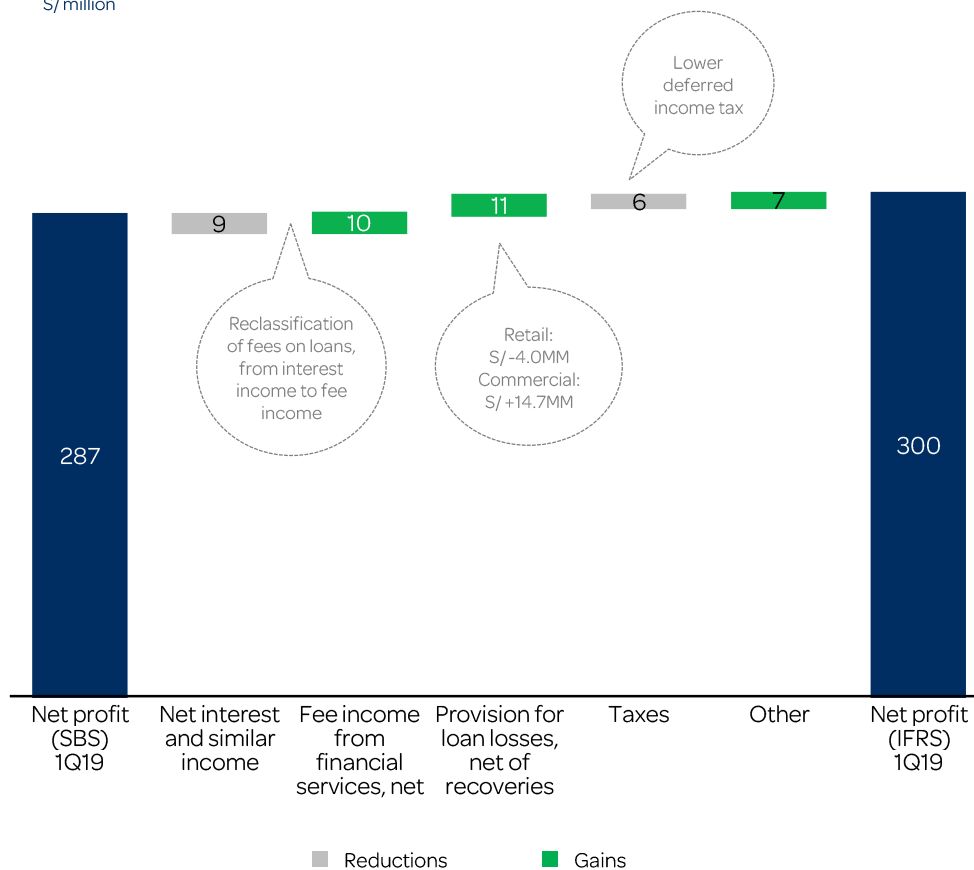 S/ million
Lower
deferred
income tax
9
10
11
6
7
Reclassification
of fees on loans,
from interest
income to fee
income
Retail:
S/ -4.0MM
Commercial:
S/ +14.7MM
287
300
Net profit
(SBS)
1Q19
Net interest
and similar
income
Fee income
from
financial
services, net
Provision for
loan losses,
net of
recoveries
Taxes
Other
Net profit
(IFRS)
1Q19
Reductions
Gains